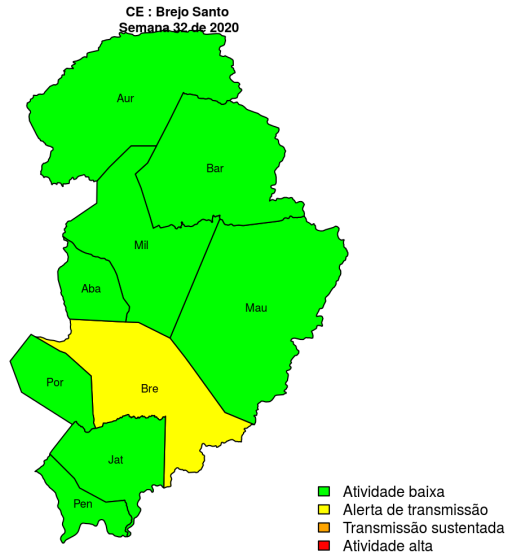 CE : Brejo Santo
Semana 32 de 2020
Aur
Bar
Mil
Aba
Mau
Por
Bre
Jat
Pen
Atividade baixa
Alerta de transmissão
Transmissão sustentada
Atividade alta